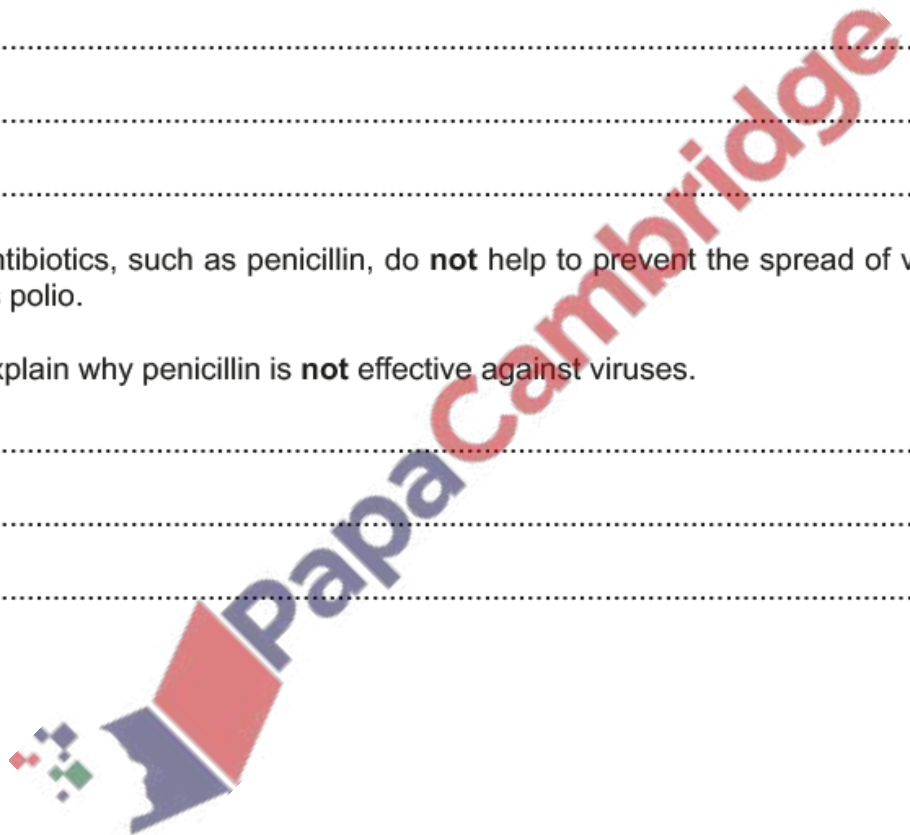 ntibiotics, such as penicillin, do not help to prevent the spread of v
polio.
xplain why penicillin is not effective against viruses.
PapaCambridge